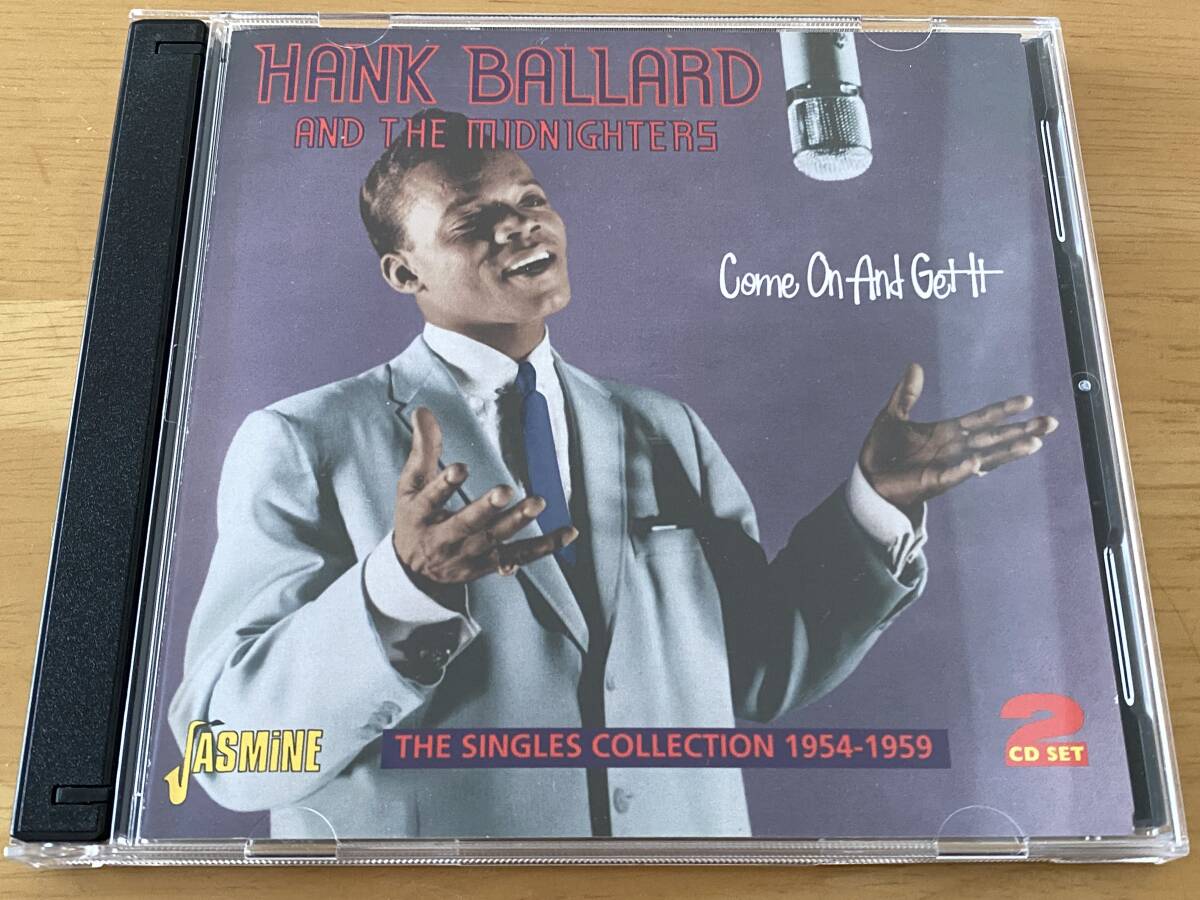 HANK BALLARD
AND THE MIDNIGHTERS
Come On And Get It
JASMiNE
THE SINGLES COLLECTION 1954-1959
2
CD SET